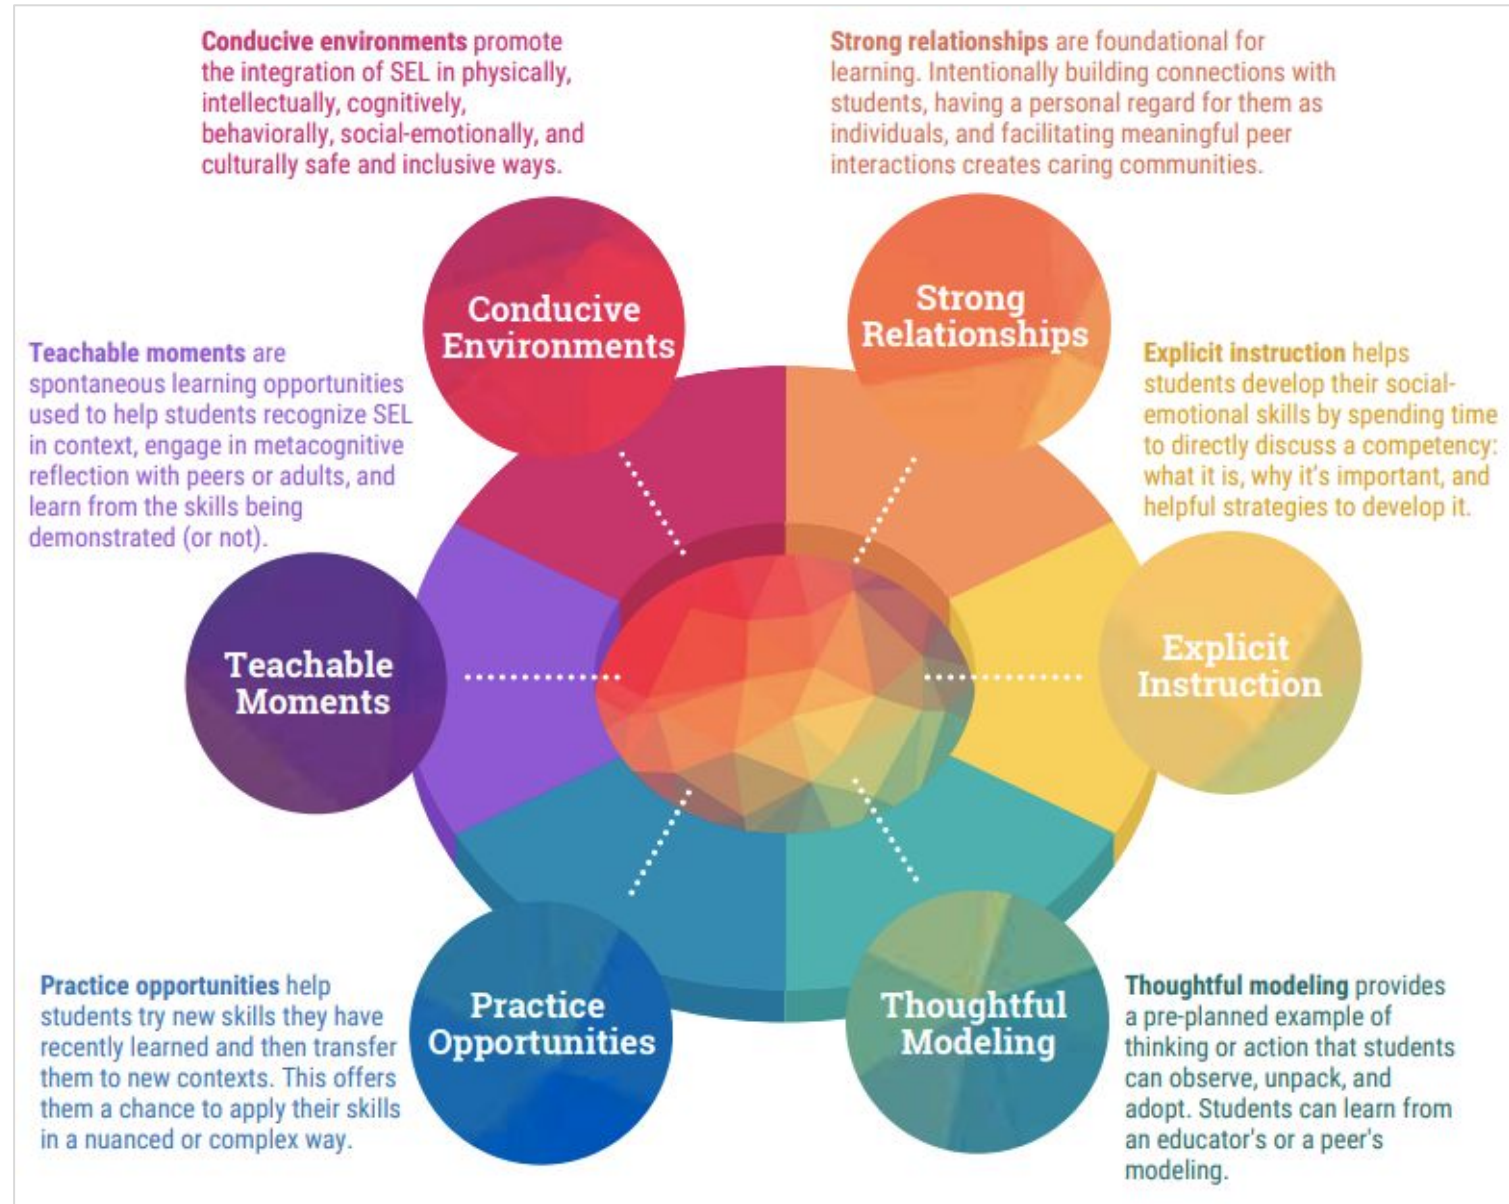 Conducive environments promote
the integration of SEL in physically,
intellectually, cognitively,
behaviorally, social-emotionally, and
culturally safe and inclusive ways.
Strong relationships are foundational for
learning. Intentionally building connections with
students, having a personal regard for them as
individuals, and facilitating meaningful peer
interactions creates caring communities.
Conducive
Environments
Strong
Relationships
Teachable moments are
spontaneous learning opportunities
used to help students recognize SEL
in context, engage in metacognitive
reflection with peers or adults, and
learn from the skills being
demonstrated (or not).
Explicit instruction helps
students develop their social-
emotional skills by spending time
to directly discuss a competency:
what it is, why it's important, and
helpful strategies to develop it.
Teachable
Moments
Explicit
Instruction
Practice opportunities help
students try new skills they have
recently learned and then transfer
them to new contexts. This offers
them a chance to apply their skills
in a nuanced or complex way.
Practice
Opportunities
Thoughtful
Modeling
Thoughtful modeling provides
a pre-planned example of
thinking or action that students
can observe, unpack, and
adopt. Students can learn from
an educator's or a peer's
modeling.